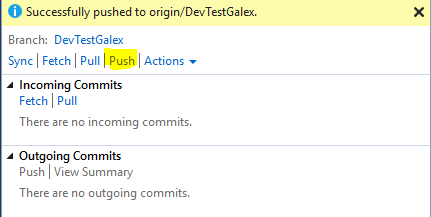 Successfully pushed to origin/DevTestGalex.
Branch: DevTestGalex
Sync | Fetch | Pull | Push | Actions
Incoming Commits
Fetch | Pull
There are no incoming commits.
Outgoing Commits
Push | View Summary
There are no outgoing commits.